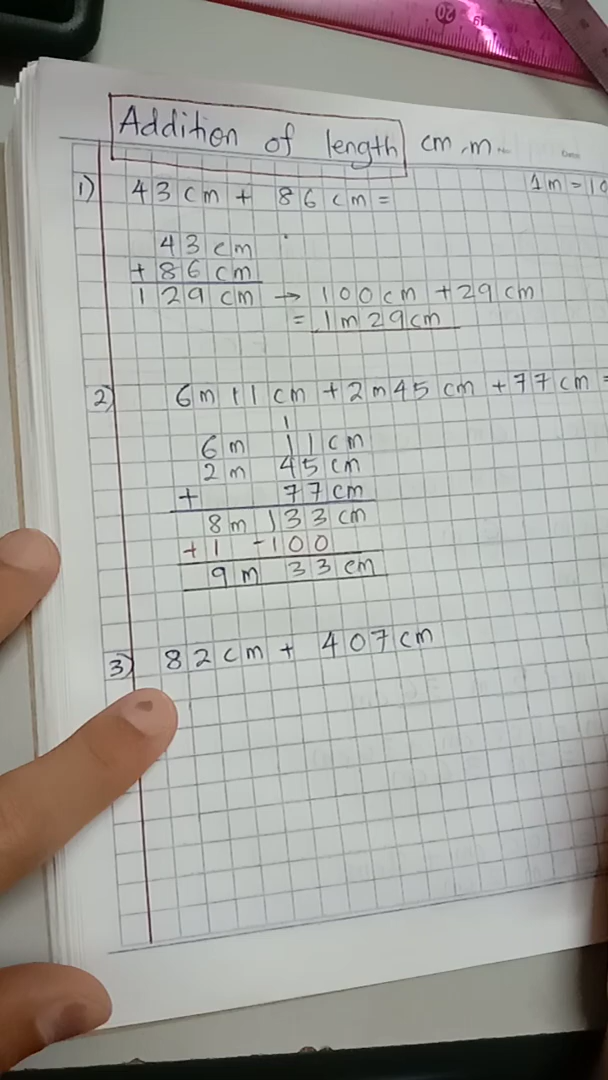 20 19
Addition of length cm, m
1) 43 cm + 86 cm =
1m = 10
43 cm
+ 86 cm
129 cm → 100 cm + 29 cm
= 1m 29 cm
2) 6m 11 cm + 2m 45 cm + 77 cm =
1
6m 11 cm
2m 45 cm
+ 77 cm
8m 133 cm
+1 -100
9m 33 cm
3) 82 cm + 407 cm